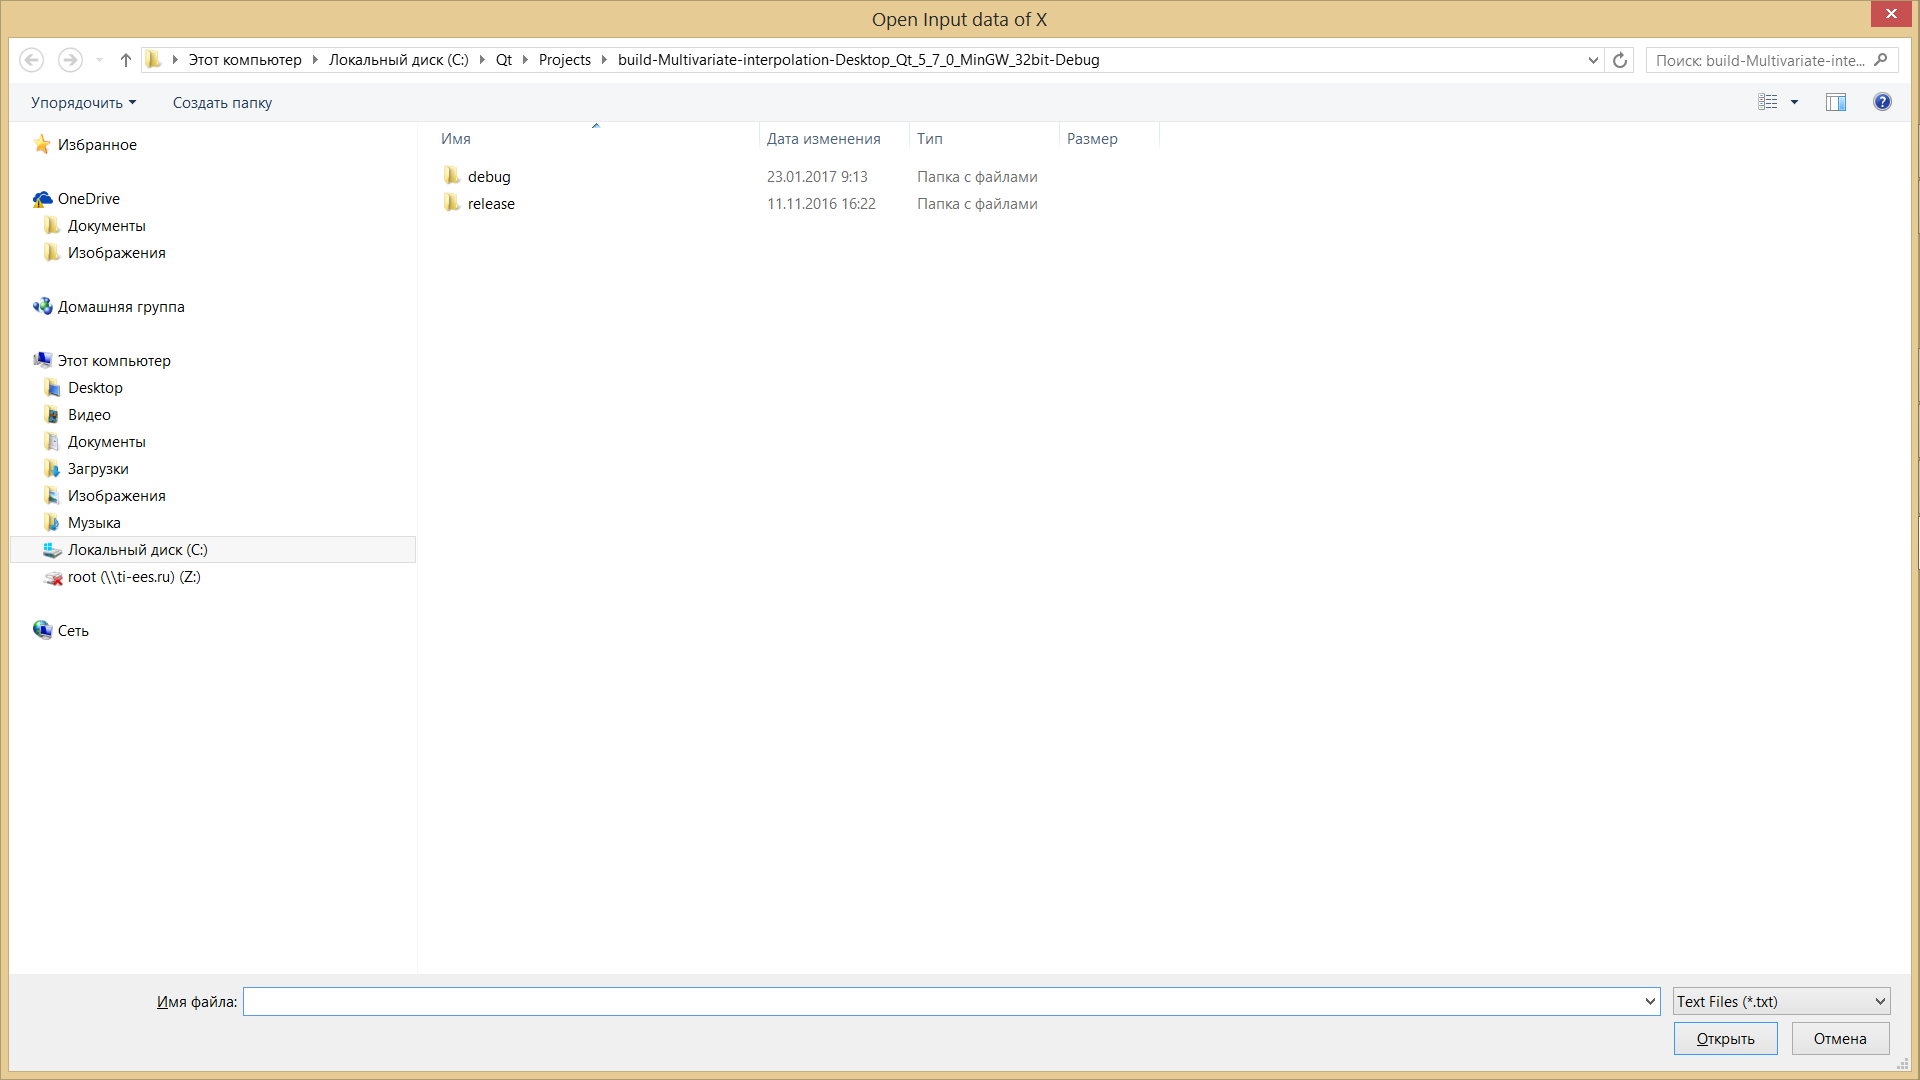 Open Input data of X
Этот компьютер Локальный диск (C:) Qt Projects build-Multivariate-interpolation-Desktop_Qt_5_7_0_MinGW_32bit-Debug
Поиск: build-Multivariate-inte...
Упорядочить Создать папку
Имя Дата изменения Тип Размер
debug 23.01.2017 9:13 Папка с файлами
release 11.11.2016 16:22 Папка с файлами
Избранное
OneDrive
Документы
Изображения
Домашняя группа
Этот компьютер
Desktop
Видео
Документы
Загрузки
Изображения
Музыка
Локальный диск (C:)
root (\\ti-ees.ru) (Z:)
Сеть
Имя файла: Text Files (*.txt)
Открыть Отмена